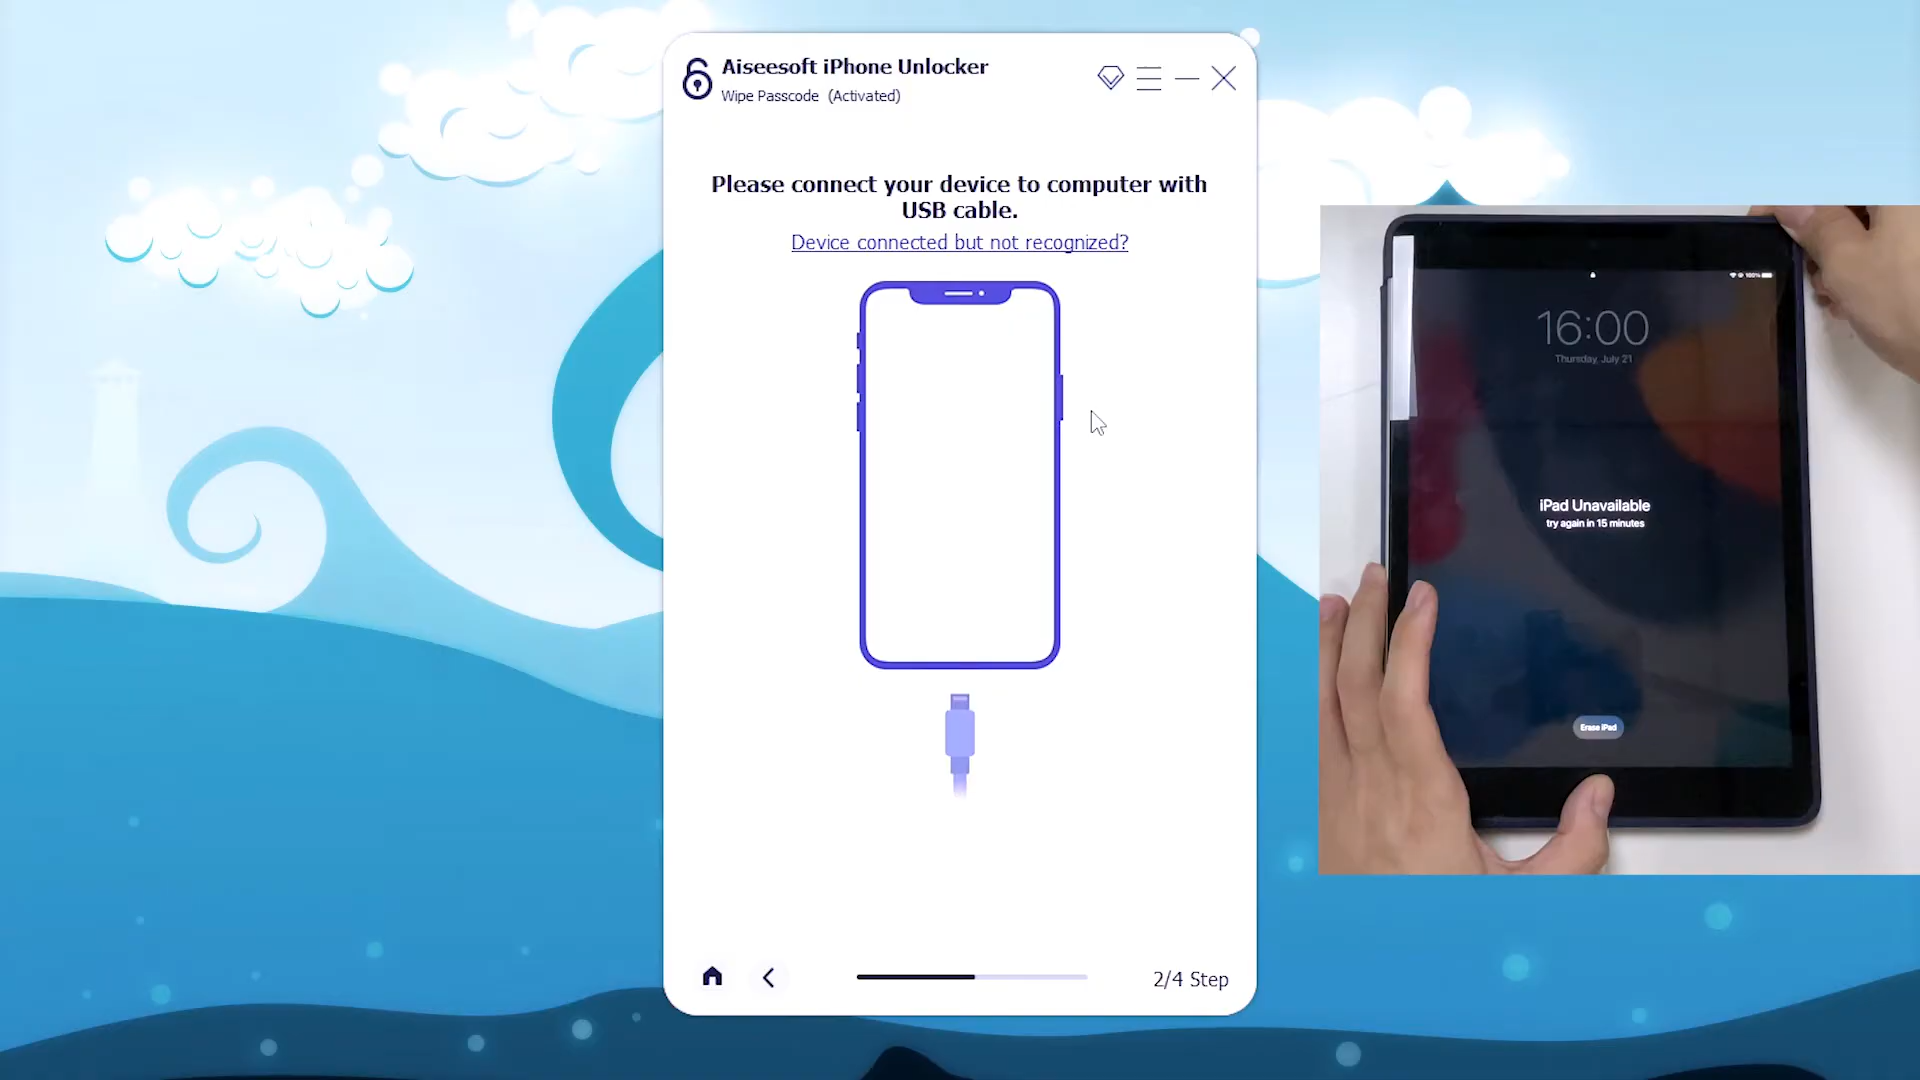 Aiseesoft iPhone Unlocker
Wipe Passcode (Activated)
Please connect your device to computer with
USB cable.
Device connected but not recognized?
100%
16:00
Thursday, July 21
iPad Unavailable
try again in 15 minutes
Erase iPad
2/4 Step